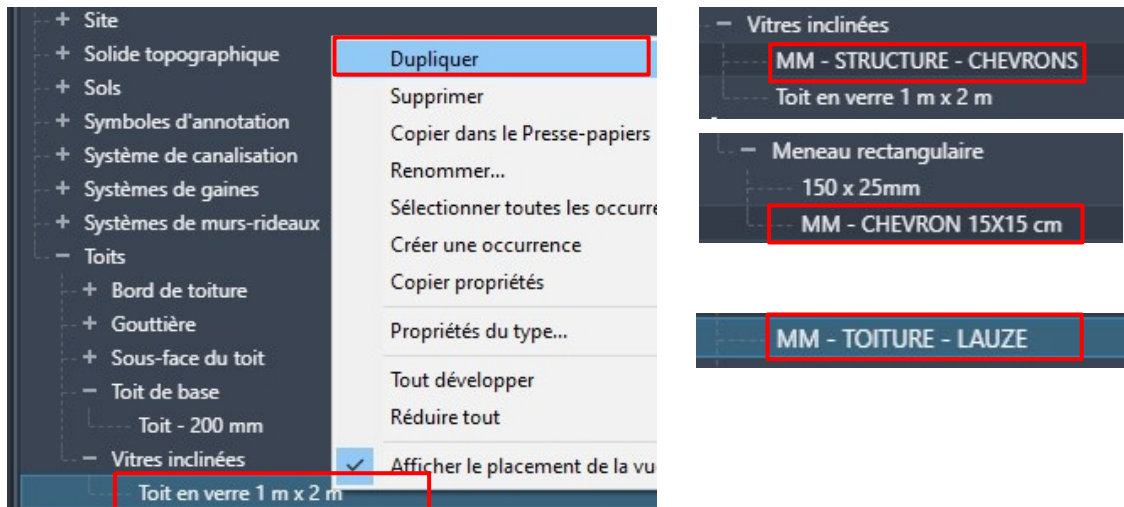 + Site
+ Solide topographique
+ Sols
+ Symboles d'annotation
+ Système de canalisation
+ Systèmes de gaines
+ Systèmes de murs-rideaux
− Toits
+ Bord de toiture
+ Gouttière
+ Sous-face du toit
− Toit de base
Toit - 200 mm
− Vitres inclinées
Toit en verre 1 m x 2 m
Dupliquer
Supprimer
Copier dans le Presse-papiers
Renommer...
Sélectionner toutes les occurre
Créer une occurrence
Copier propriétés
Propriétés du type...
Tout développer
Réduire tout
Afficher le placement de la vu
− Vitres inclinées
MM - STRUCTURE - CHEVRONS
Toit en verre 1 m x 2 m
− Meneau rectangulaire
150 x 25mm
MM - CHEVRON 15X15 cm
MM - TOITURE - LAUZE